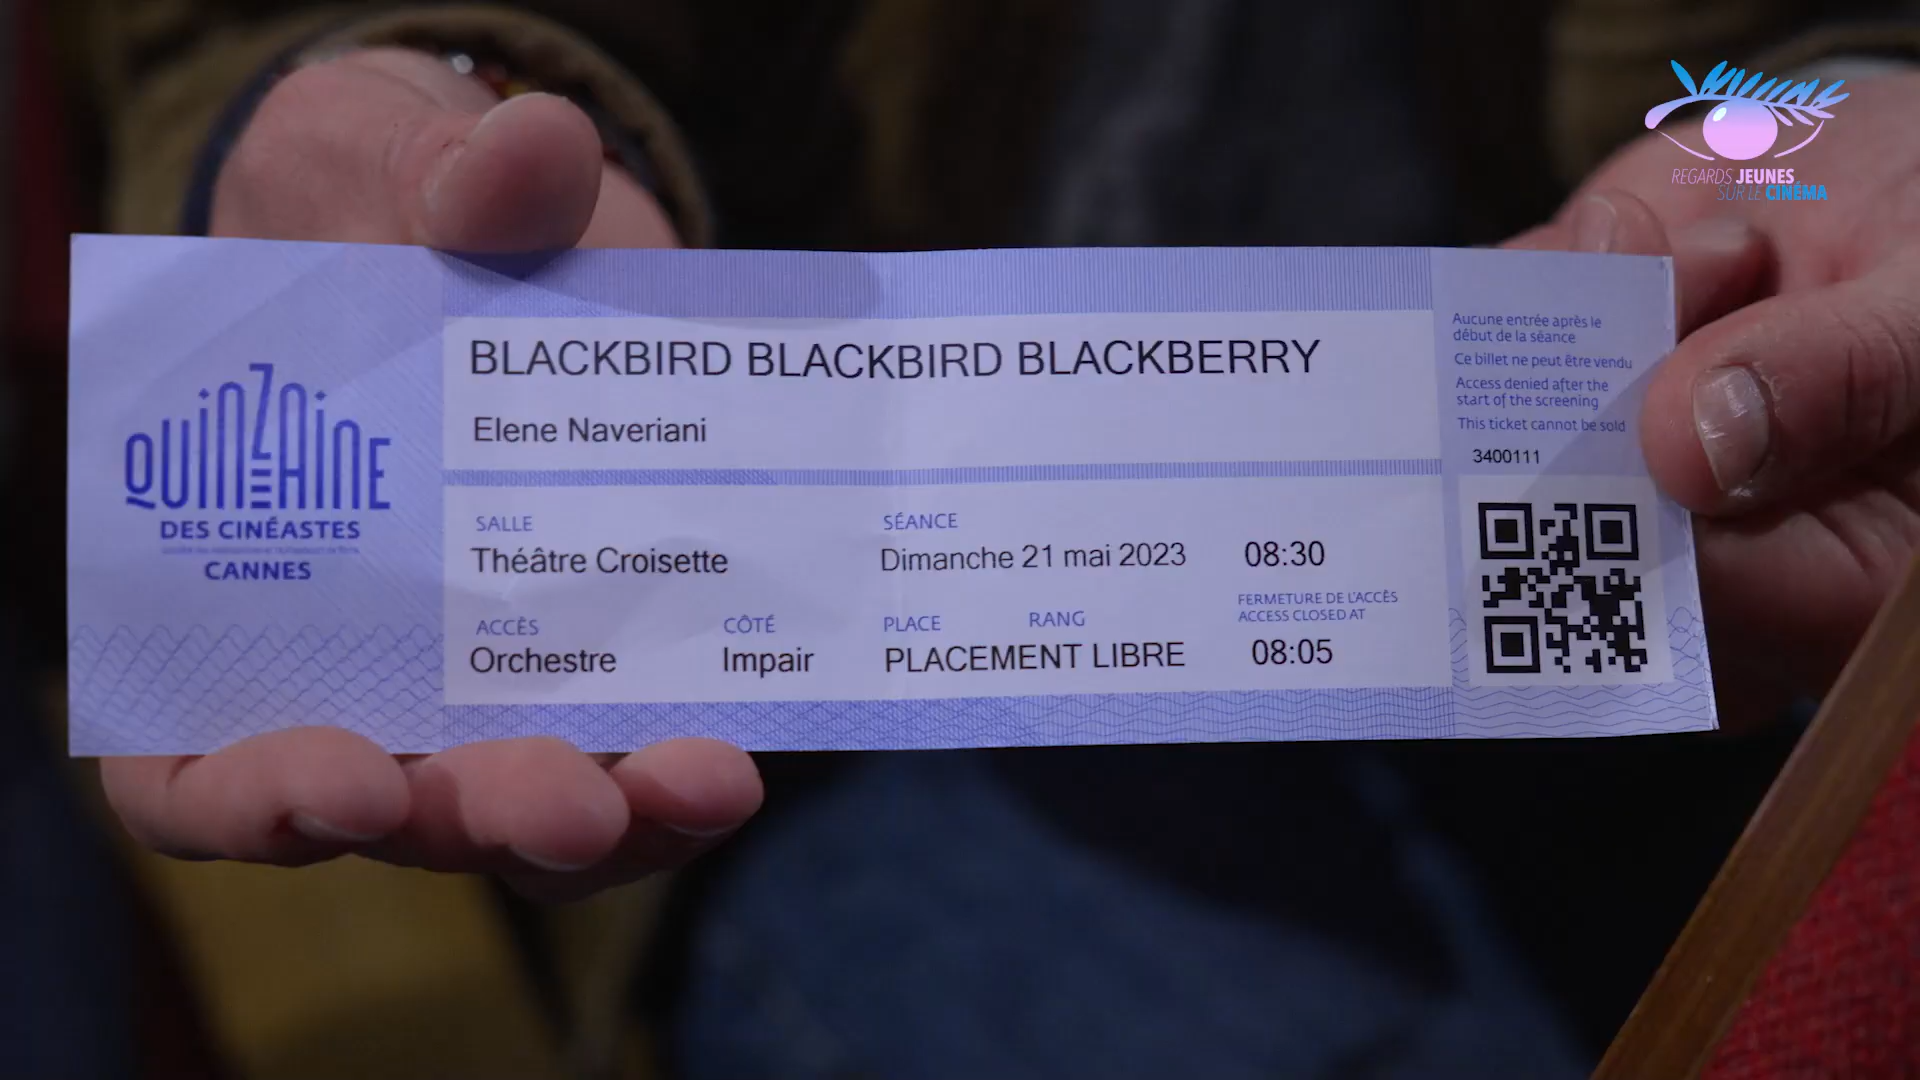 REGARDS JEUNES
SUR LE CINÉMA
QUINZAINE
DES CINÉASTES
CANNES
BLACKBIRD BLACKBIRD BLACKBERRY
Elene Naveriani
SALLE
Théâtre Croisette
SÉANCE
Dimanche 21 mai 2023 08:30
ACCÈS
Orchestre
CÔTÉ
Impair
PLACE RANG
PLACEMENT LIBRE
FERMETURE DE L'ACCÈS
ACCESS CLOSED AT
08:05
Aucune entrée après le
début de la séance
Ce billet ne peut être vendu
Access denied after the
start of the screening
This ticket cannot be sold
3400111